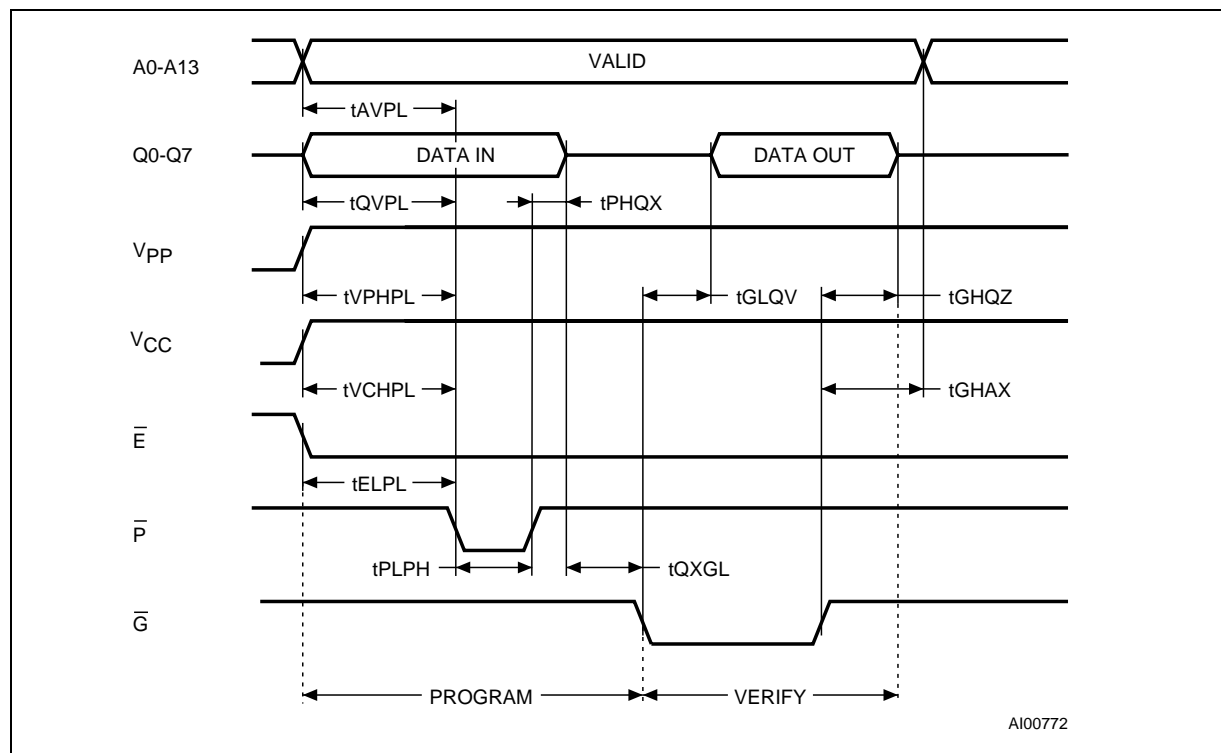 A0-A13
VALID
tAVPL
Q0-Q7
DATA IN
DATA OUT
tQVPL
tPHQX
VPP
tVPHPL
tGLQV
tGHQZ
VCC
tVCHPL
tGHAX
E̅
tELPL
P̅
tPLPH
tQXGL
G̅
PROGRAM
VERIFY
AI00772